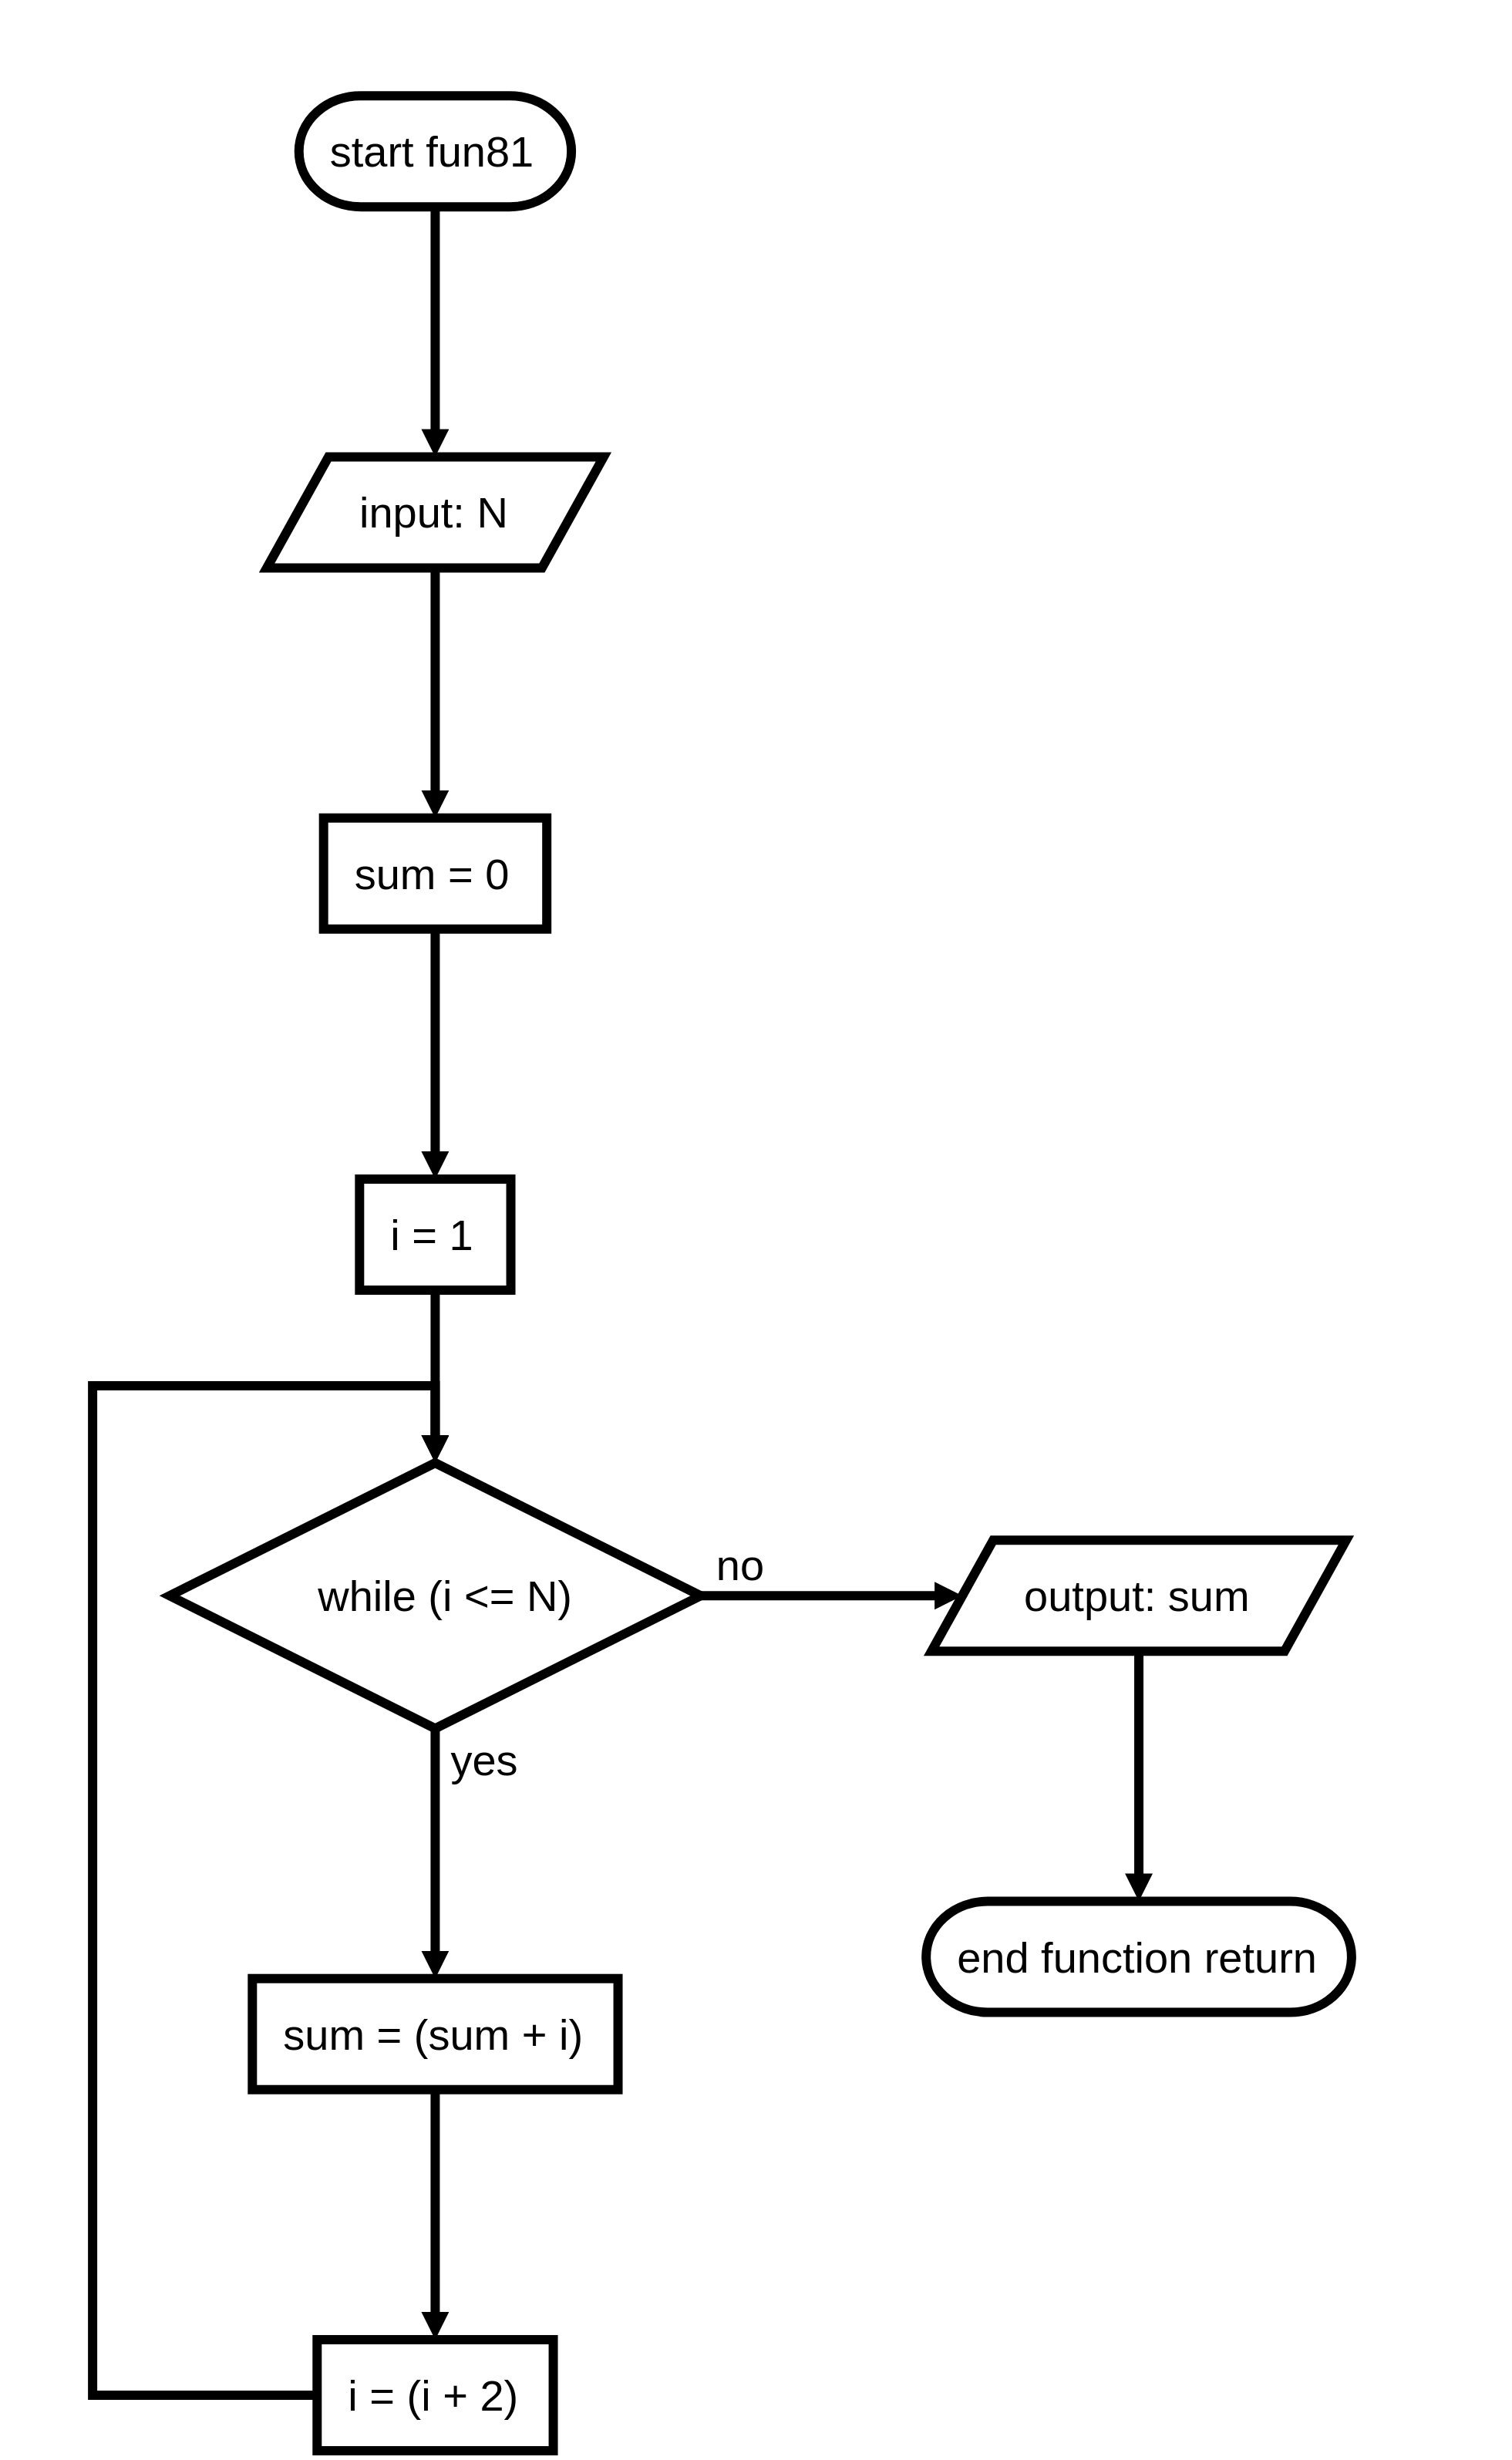 start fun81
input: N
sum = 0
i = 1
while (i <= N)
no
output: sum
yes
end function return
sum = (sum + i)
i = (i + 2)